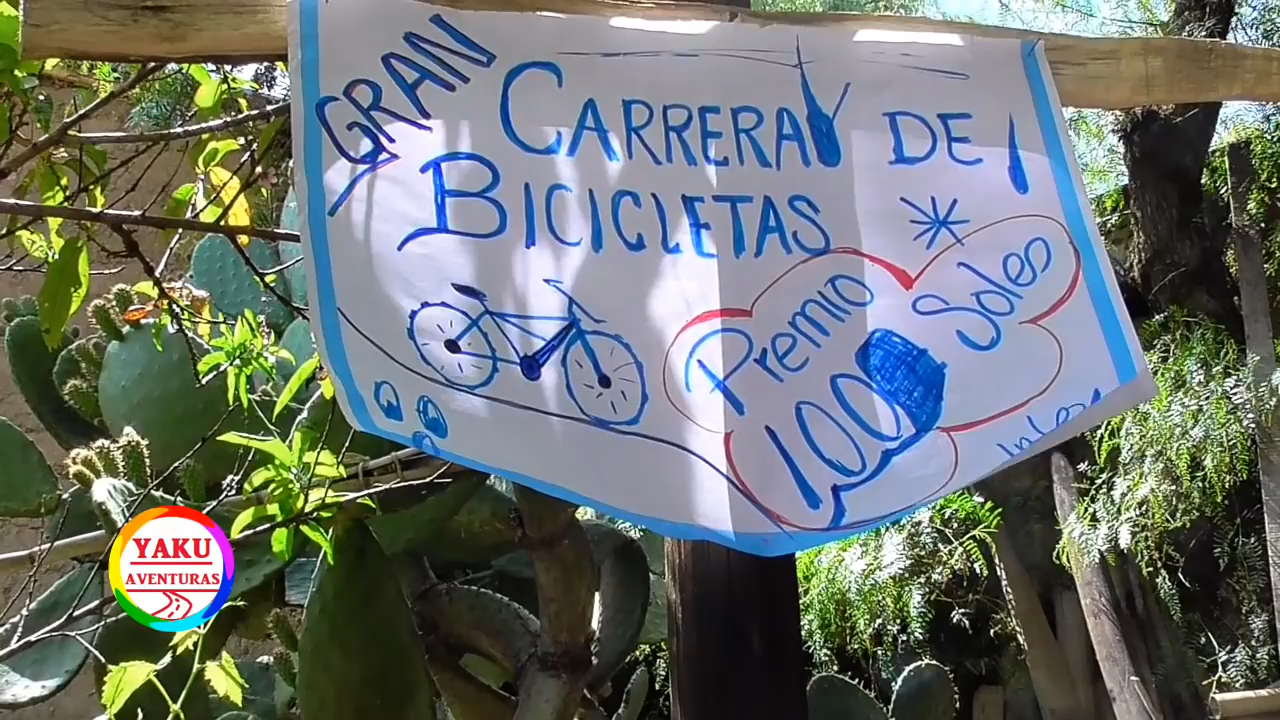 GRAN CARRERA DE
BICICLETAS
Premio
100 Soles
YAKU
AVENTURAS